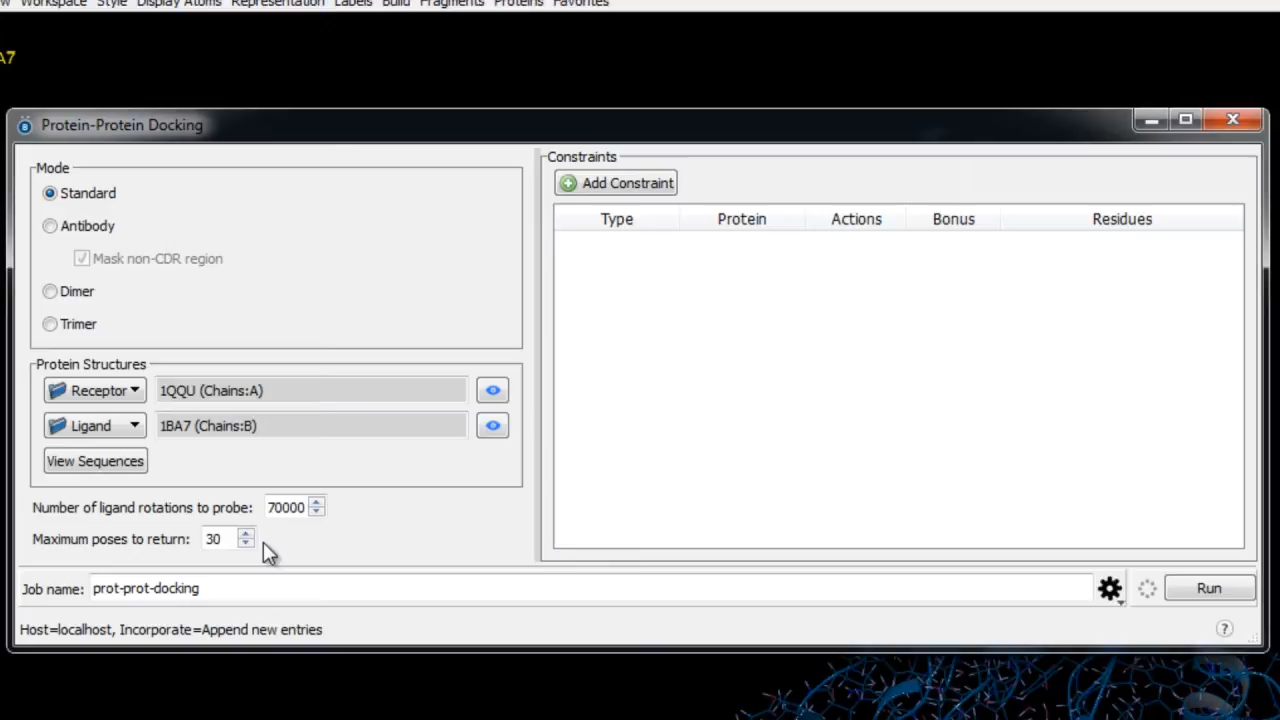 Workspace Style Display Atoms Representation Labels Build Fragments Proteins Favorites
A7
Protein-Protein Docking
Mode
Standard
Antibody
Mask non-CDR region
Dimer
Trimer
Protein Structures
Receptor 1QQU (Chains:A)
Ligand 1BA7 (Chains:B)
View Sequences
Number of ligand rotations to probe: 70000
Maximum poses to return: 30
Constraints
Add Constraint
Type Protein Actions Bonus Residues
Job name: prot-prot-docking Run
Host=localhost, Incorporate=Append new entries ?